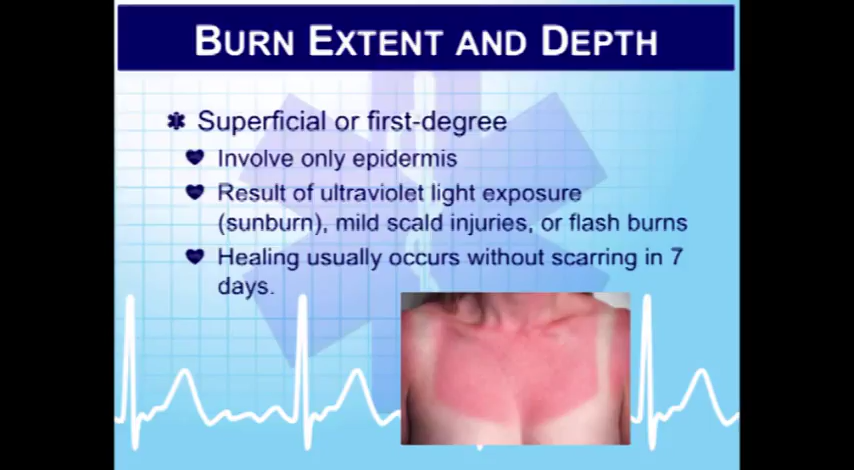 BURN EXTENT AND DEPTH
Superficial or first-degree
Involve only epidermis
Result of ultraviolet light exposure
(sunburn), mild scald injuries, or flash burns
Healing usually occurs without scarring in 7
days.